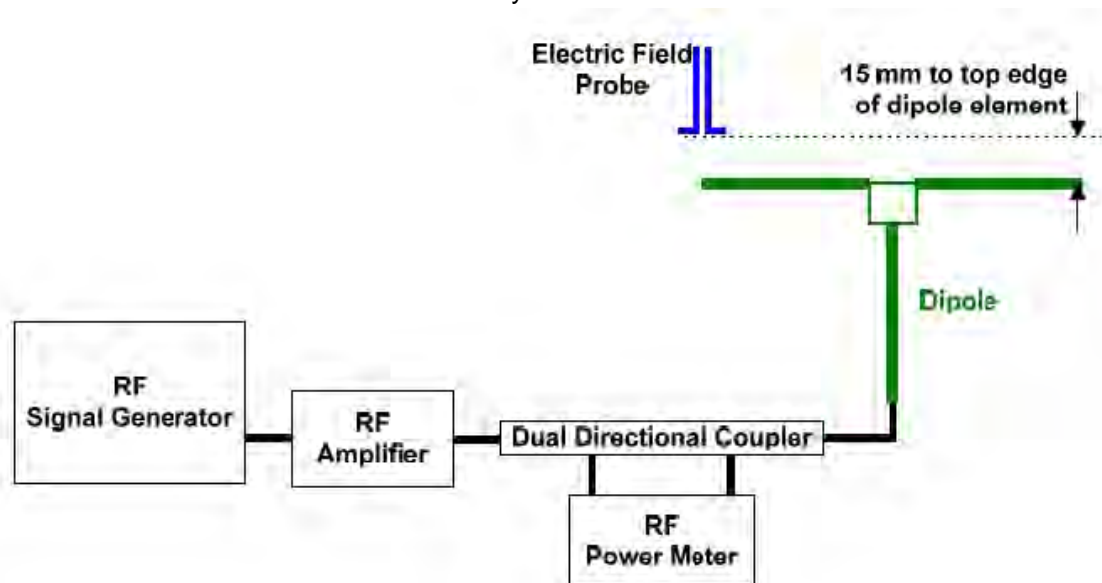 Electric Field
Probe
15 mm to top edge
of dipole element
Dipole
RF
Signal Generator
RF
Amplifier
Dual Directional Coupler
RF
Power Meter